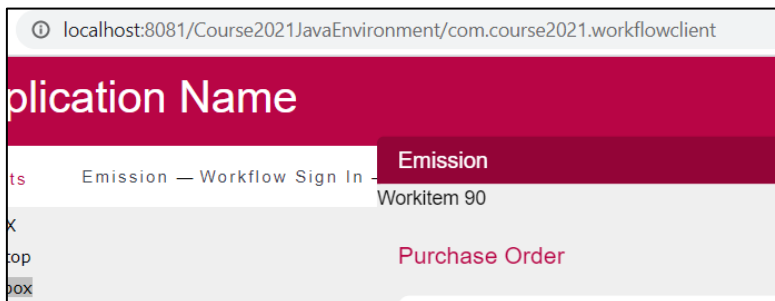 localhost:8081/Course2021JavaEnvironment/com.course2021.workflowclient
plication Name
Emission
ts Emission — Workflow Sign In -
Workitem 90
X
top
Purchase Order
box